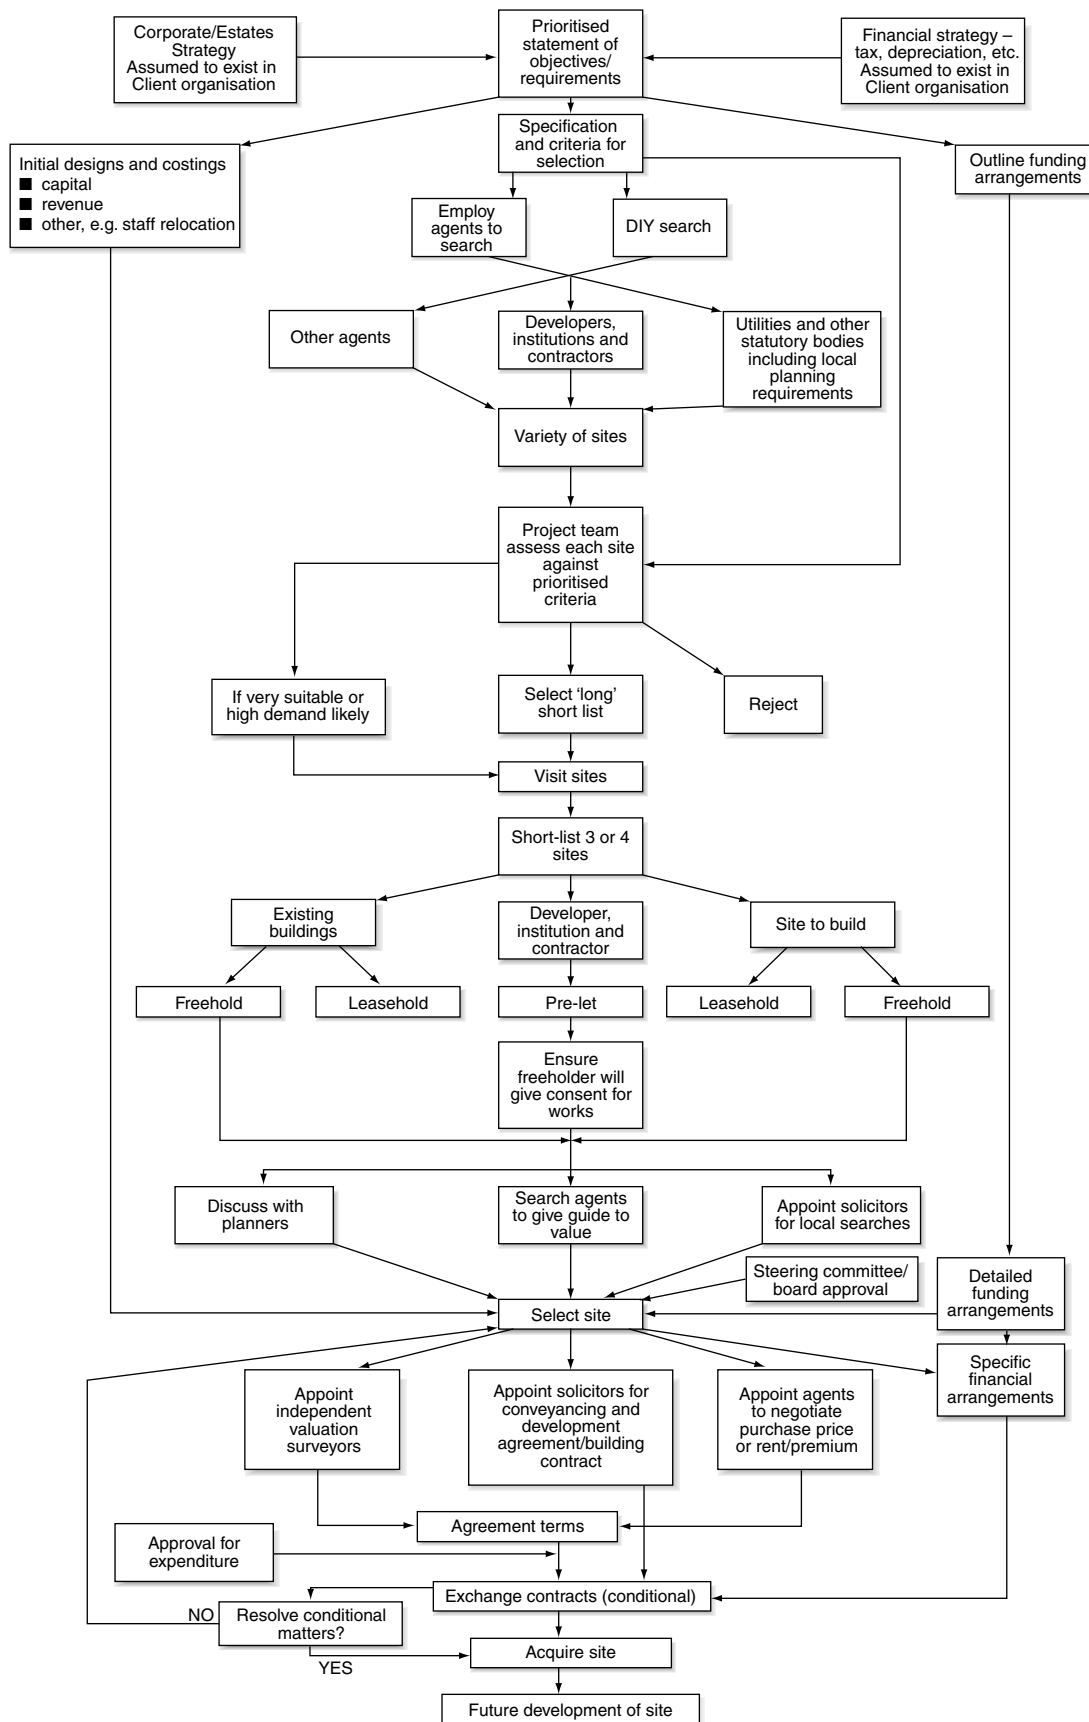 Corporate/Estates
Strategy
Assumed to exist in
Client organisation
Prioritised
statement of
objectives/
requirements
Financial strategy –
tax, depreciation, etc.
Assumed to exist in
Client organisation
Initial designs and costings
■ capital
■ revenue
■ other, e.g. staff relocation
Specification
and criteria for
selection
Outline funding
arrangements
Employ
agents to
search
DIY search
Other agents
Developers,
institutions and
contractors
Utilities and other
statutory bodies
including local
planning
requirements
Variety of sites
Project team
assess each site
against
prioritised
criteria
If very suitable or
high demand likely
Select ‘long’
short list
Reject
Visit sites
Short-list 3 or 4
sites
Existing
buildings
Developer,
institution and
contractor
Site to build
Freehold
Leasehold
Pre-let
Leasehold
Freehold
Ensure
freeholder will
give consent for
works
Discuss with
planners
Search agents
to give guide to
value
Appoint solicitors
for local searches
Steering committee/
board approval
Detailed
funding
arrangements
Select site
Appoint
independent
valuation
surveyors
Appoint solicitors for
conveyancing and
development
agreement/building
contract
Appoint agents
to negotiate
purchase price
or rent/premium
Specific
financial
arrangements
Agreement terms
Approval for
expenditure
Exchange contracts (conditional)
NO
Resolve conditional
matters?
YES
Acquire site
Future development of site